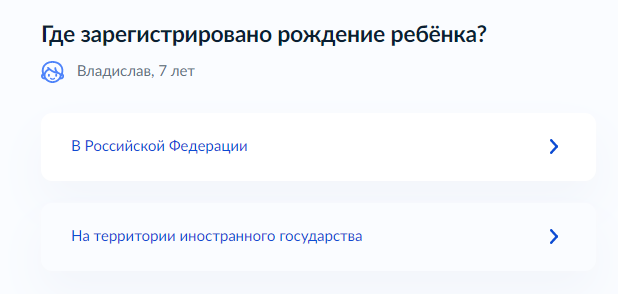 Где зарегистрировано рождение ребёнка?
Владислав, 7 лет
В Российской Федерации
На территории иностранного государства